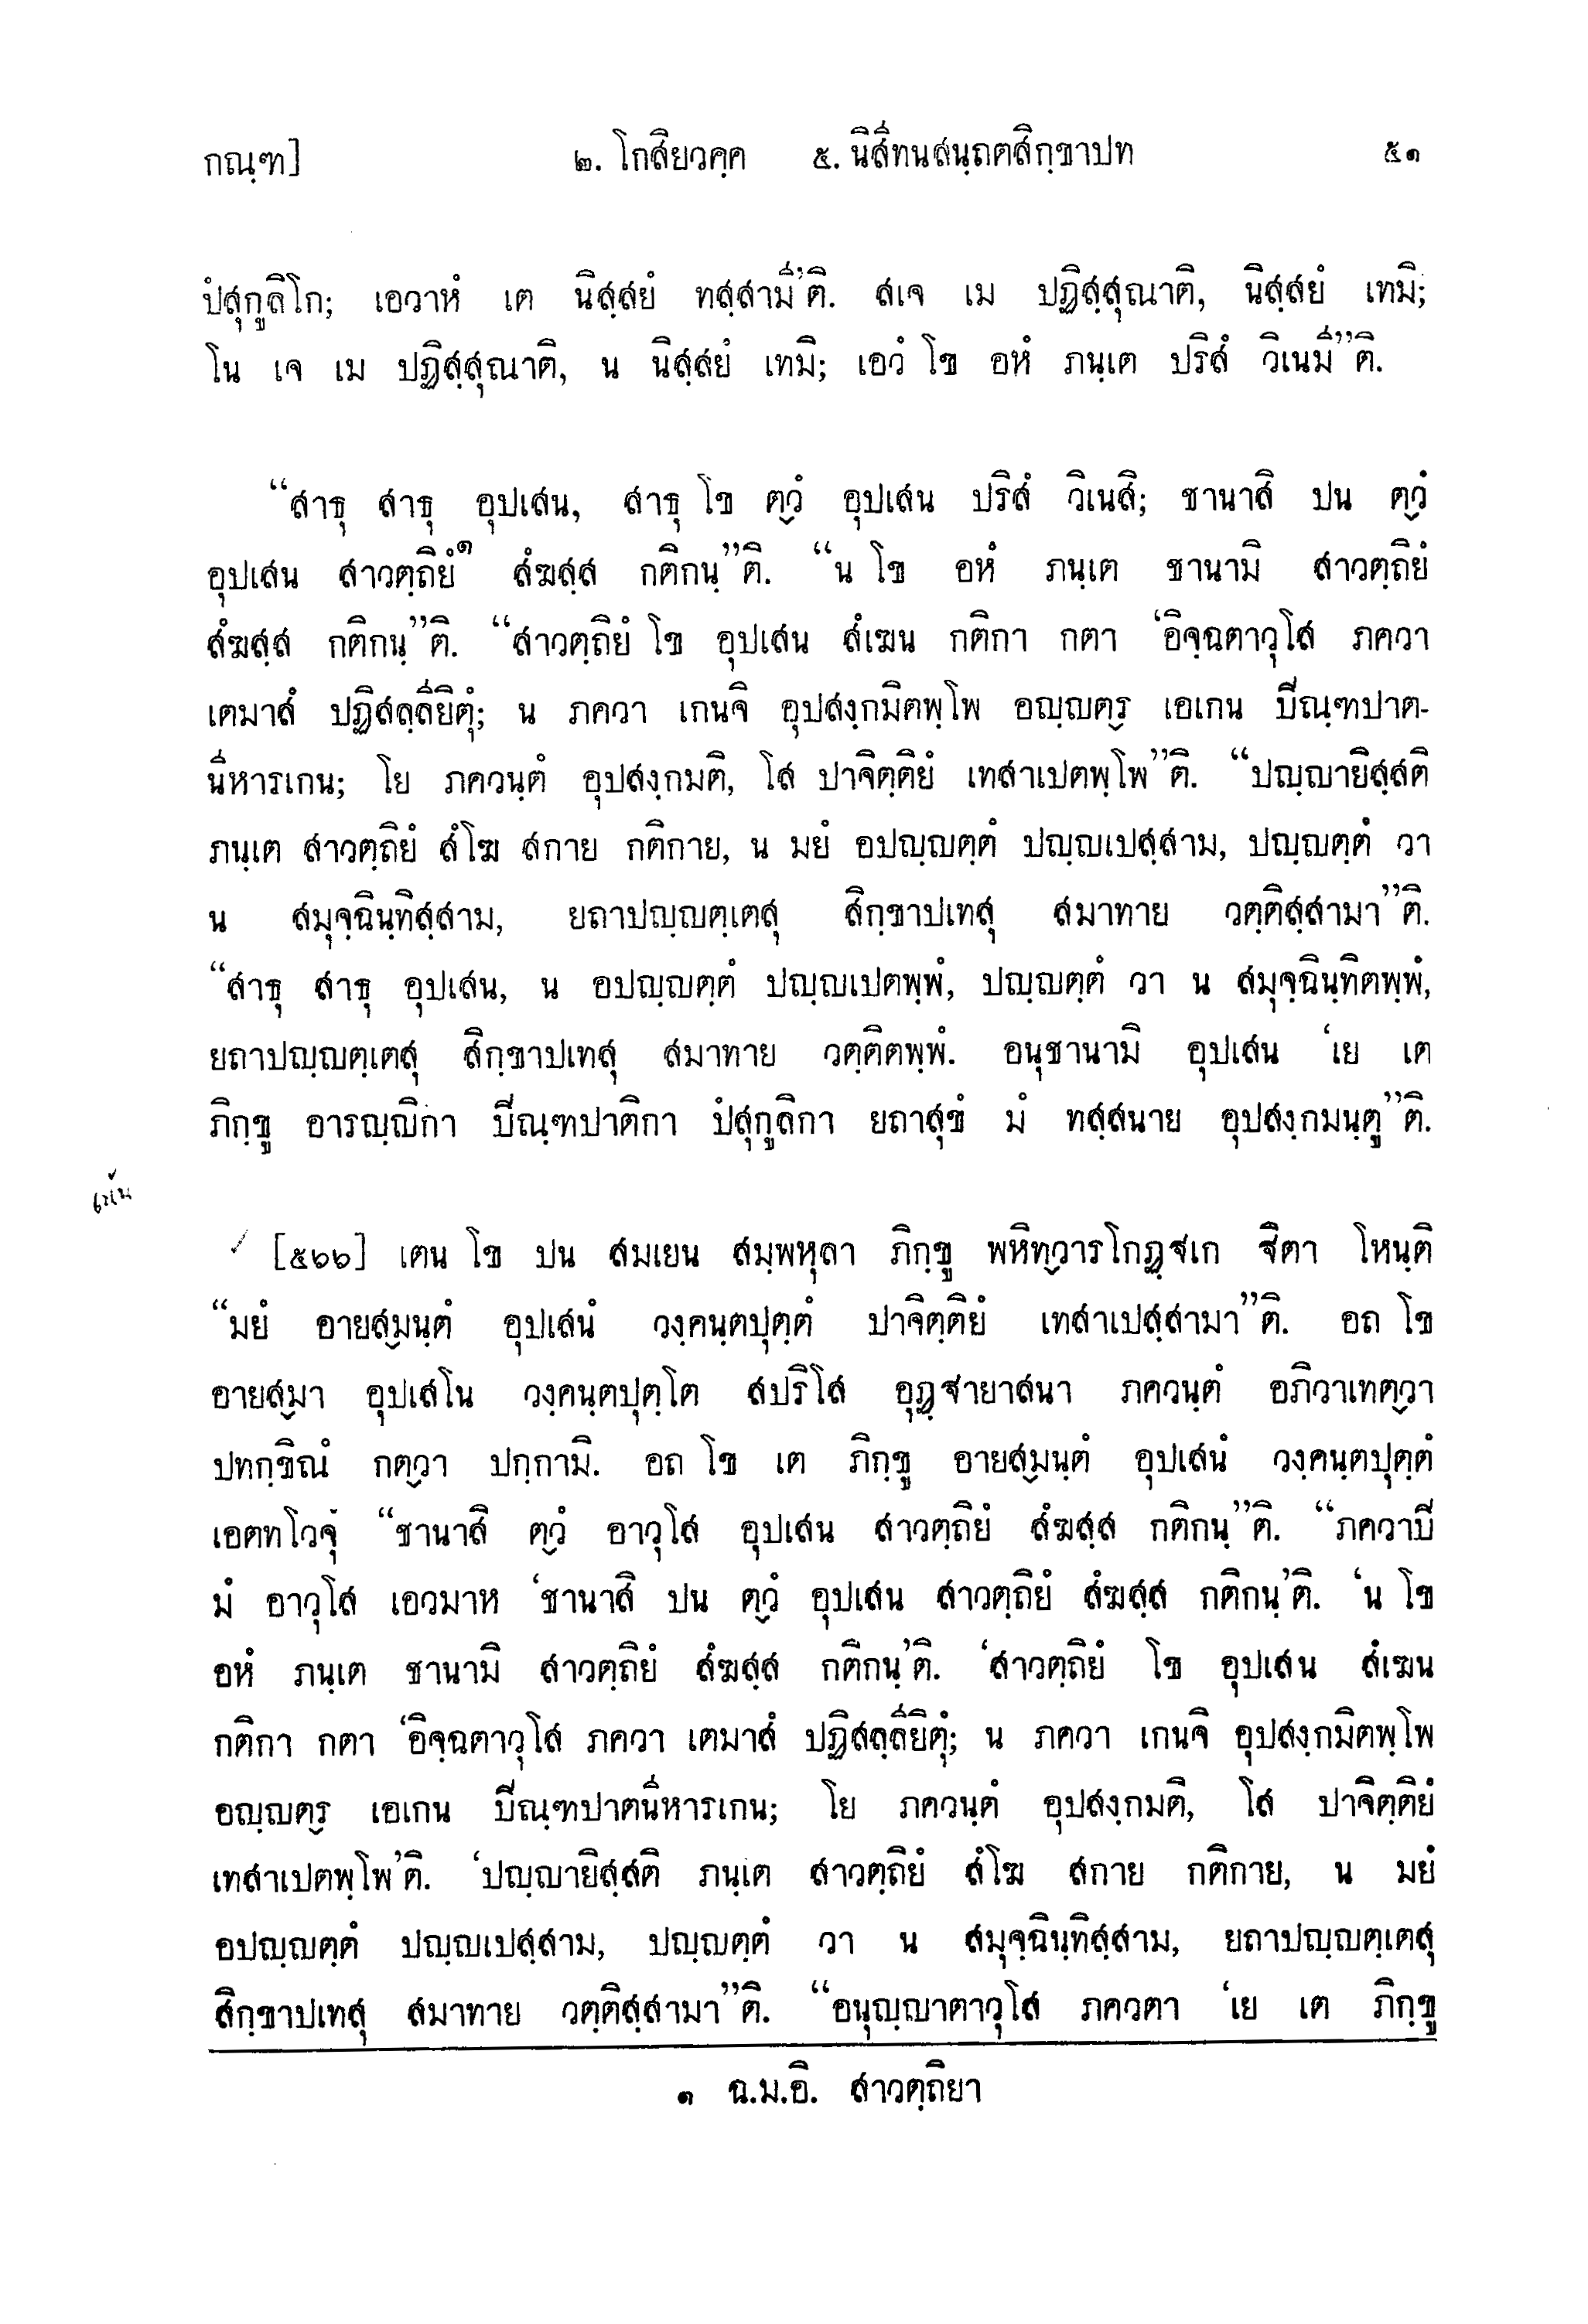 กณฺฑ] ๒. โกสิยวคฺค ๕. นิสีทนสนฺถตสิกฺขาปท ๕๑
ปํสุกูลิโก; เอวาหํ เต นิสฺสยํ ทสฺสามี’ติ. สเจ เม ปฏิสฺสุณาติ, นิสฺสยํ เทมิ;
โน เจ เม ปฏิสฺสุณาติ, น นิสฺสยํ เทมิ; เอวํ โข อหํ ภนฺเต ปริสํ วิเนมี”ติ.
“สาธุ สาธุ อุปเสน, สาธุ โข ตฺวํ อุปเสน ปริสํ วิเนสิ; ชานาสิ ปน ตฺวํ
อุปเสน สาวตฺถิยํ๑ สํฆสฺส กติกนฺ”ติ. “น โข อหํ ภนฺเต ชานามิ สาวตฺถิยํ
สํฆสฺส กติกนฺ”ติ. “สาวตฺถิยํ โข อุปเสน สํเฆน กติกา กตา ‘อิจฺฉตาวุโส ภควา
เตมาสํ ปฏิสลฺลียิตุํ; น ภควา เกนจิ อุปสงฺกมิตพฺโพ อญฺญตฺร เอเกน ปิณฺฑปาต-
นีหารเกน; โย ภควนฺตํ อุปสงฺกมติ, โส ปาจิตฺติยํ เทสาเปตพฺโพ”ติ. “ปญฺญายิสฺสติ
ภนฺเต สาวตฺถิยํ สํโฆ สกาย กติกาย, น มยํ อปญฺญตฺตํ ปญฺญเปสฺสาม, ปญฺญตฺตํ วา
น สมุจฺฉินฺทิสฺสาม, ยถาปญฺญตฺเตสุ สิกฺขาปเทสุ สมาทาย วตฺติสฺสามา”ติ.
“สาธุ สาธุ อุปเสน, น อปญฺญตฺตํ ปญฺญเปตพฺพํ, ปญฺญตฺตํ วา น สมุจฺฉินฺทิตพฺพํ,
ยถาปญฺญตฺเตสุ สิกฺขาปเทสุ สมาทาย วตฺติตพฺพํ. อนุชานามิ อุปเสน ‘เย เต
ภิกฺขู อารญฺญิกา ปิณฺฑปาติกา ปํสุกูลิกา ยถาสุขํ มํ ทสฺสนาย อุปสงฺกมนฺตู”ติ.
[๕๖๖] เตน โข ปน สมเยน สมฺพหุลา ภิกฺขู พหิทฺวารโกฏฺฐเก ฐิตา โหนฺติ
“มยํ อายสฺมนฺตํ อุปเสนํ วงฺคนฺตปุตฺตํ ปาจิตฺติยํ เทสาเปสฺสามา”ติ. อถ โข
อายสฺมา อุปเสโน วงฺคนฺตปุตฺโต สปริโส อุฏฺฐายาสนา ภควนฺตํ อภิวาเทตฺวา
ปทกฺขิณํ กตฺวา ปกฺกามิ. อถ โข เต ภิกฺขู อายสฺมนฺตํ อุปเสนํ วงฺคนฺตปุตฺตํ
เอตทโวจุํ “ชานาสิ ตฺวํ อาวุโส อุปเสน สาวตฺถิยํ สํฆสฺส กติกนฺ”ติ. “ภควาปิ
มํ อาวุโส เอวมาห ‘ชานาสิ ปน ตฺวํ อุปเสน สาวตฺถิยํ สํฆสฺส กติกนฺ’ติ. ‘น โข
อหํ ภนฺเต ชานามิ สาวตฺถิยํ สํฆสฺส กติกนฺ’ติ. ‘สาวตฺถิยํ โข อุปเสน สํเฆน
กติกา กตา ‘อิจฺฉตาวุโส ภควา เตมาสํ ปฏิสลฺลียิตุํ; น ภควา เกนจิ อุปสงฺกมิตพฺโพ
อญฺญตฺร เอเกน ปิณฺฑปาตนีหารเกน; โย ภควนฺตํ อุปสงฺกมติ, โส ปาจิตฺติยํ
เทสาเปตพฺโพ’ติ. ‘ปญฺญายิสฺสติ ภนฺเต สาวตฺถิยํ สํโฆ สกาย กติกาย, น มยํ
อปญฺญตฺตํ ปญฺญเปสฺสาม, ปญฺญตฺตํ วา น สมุจฺฉินฺทิสฺสาม, ยถาปญฺญตฺเตสุ
สิกฺขาปเทสุ สมาทาย วตฺติสฺสามา”ติ. “อนุญฺญาตาวุโส ภควตา ‘เย เต ภิกฺขู
๑ ฉ.ม.อิ. สาวตฺถิยา